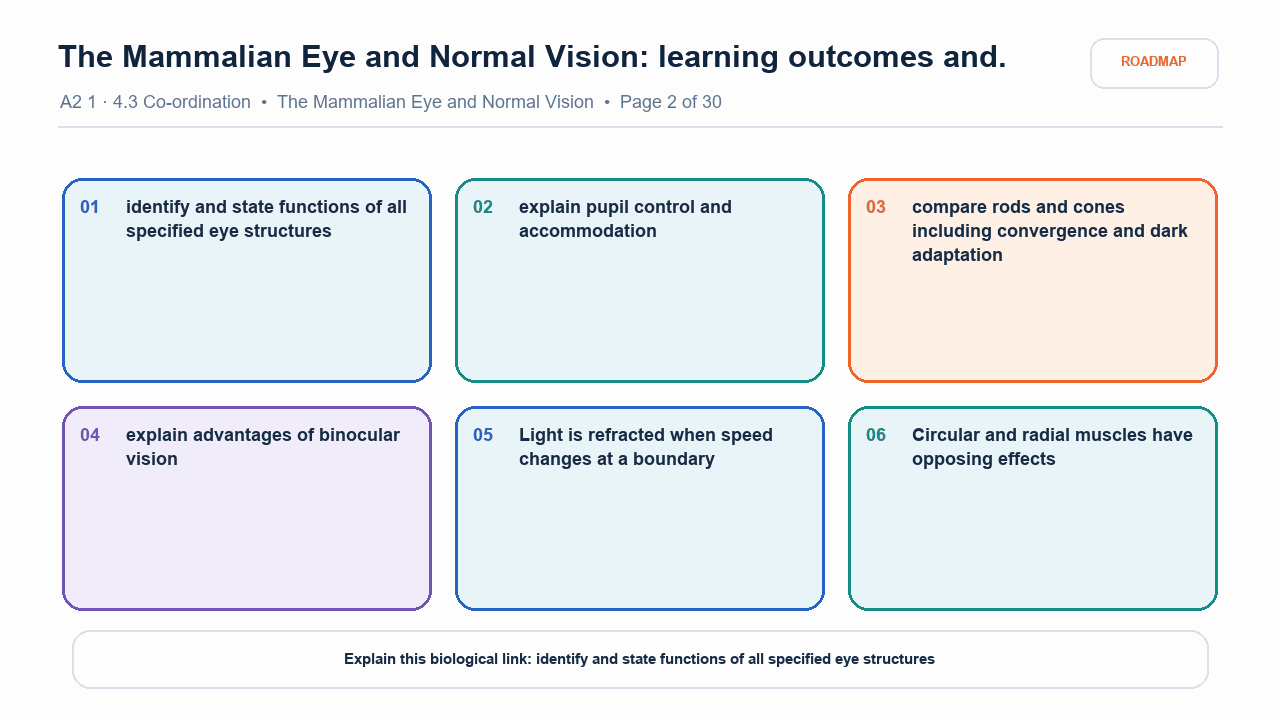 The Mammalian Eye and Normal Vision: learning outcomes and.
ROADMAP
A2 1 · 4.3 Co-ordination • The Mammalian Eye and Normal Vision • Page 2 of 30
01 identify and state functions of all
specified eye structures
02 explain pupil control and
accommodation
03 compare rods and cones
including convergence and dark
adaptation
04 explain advantages of binocular
vision
05 Light is refracted when speed
changes at a boundary
06 Circular and radial muscles have
opposing effects
Explain this biological link: identify and state functions of all specified eye structures